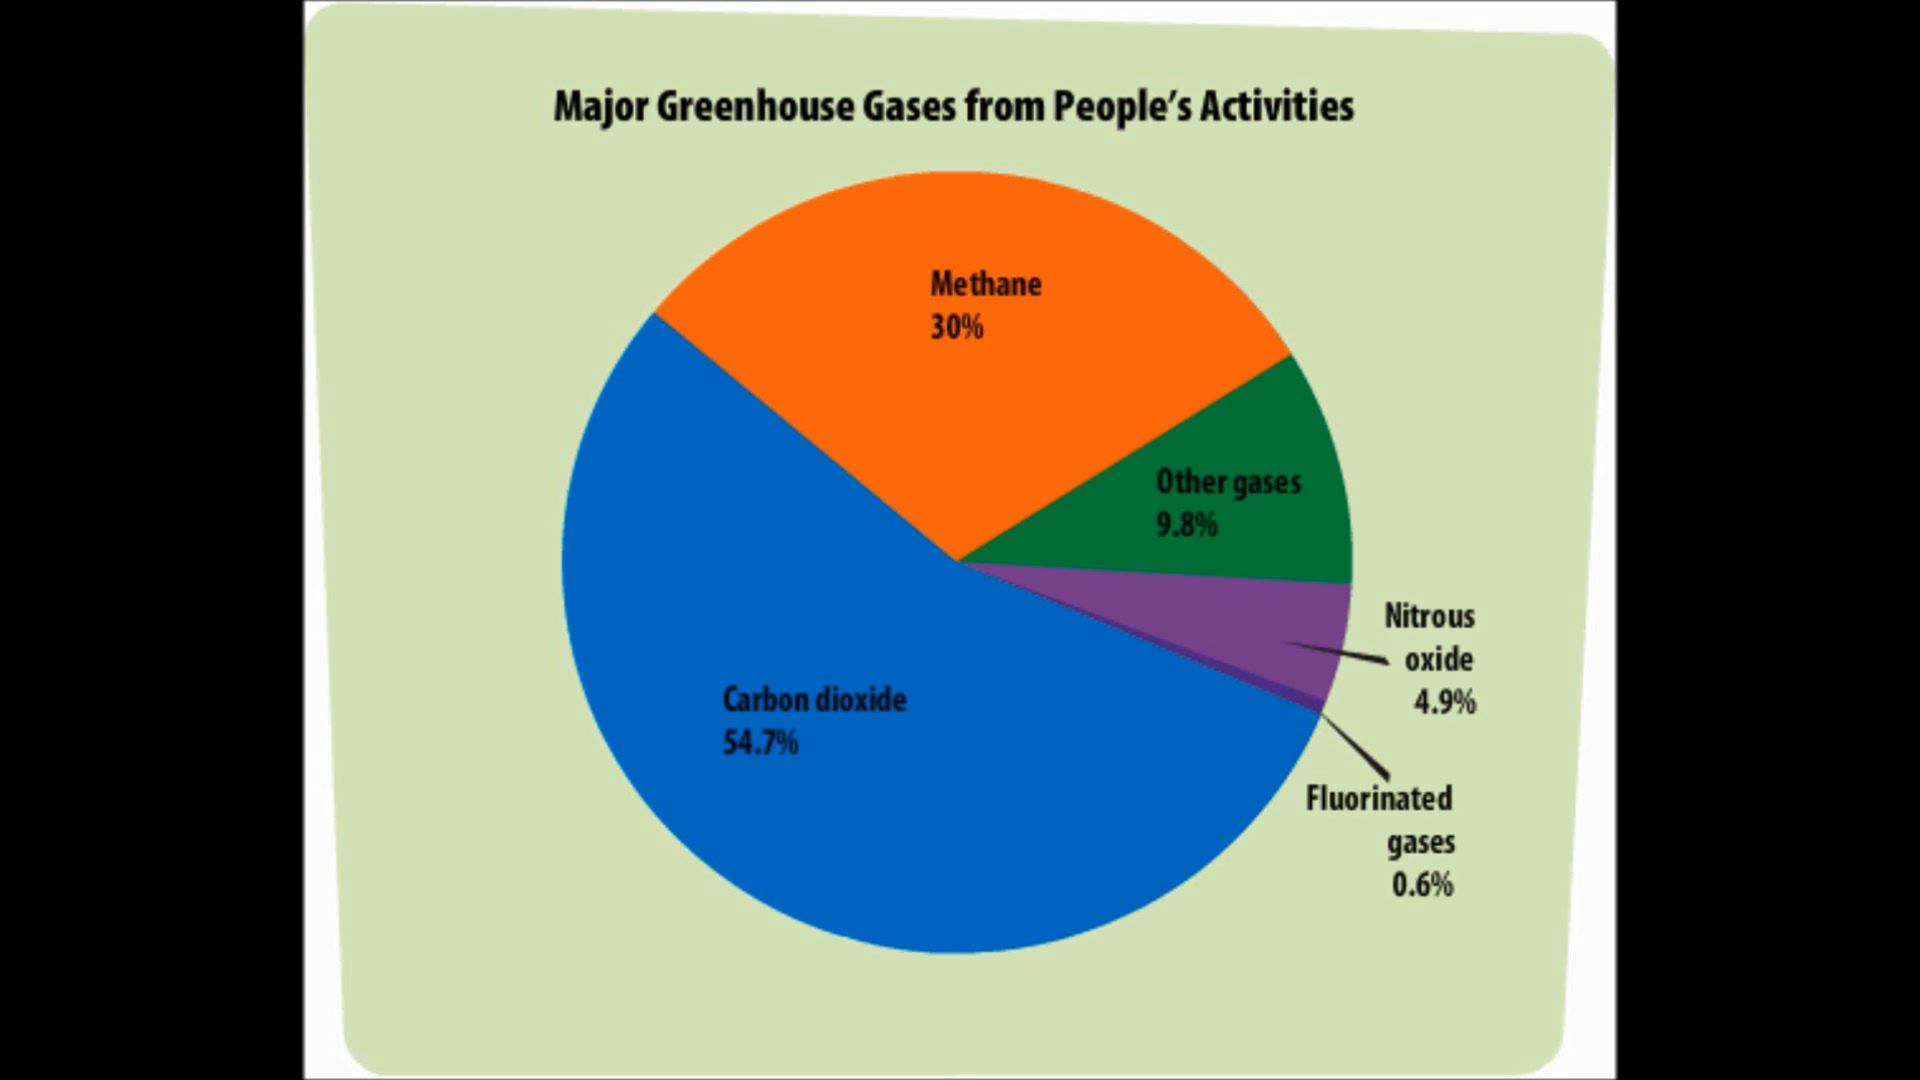 Major Greenhouse Gases from People's Activities
Methane
30%
Other gases
9.8%
Nitrous
oxide
4.9%
Carbon dioxide
54.7%
Fluorinated
gases
0.6%